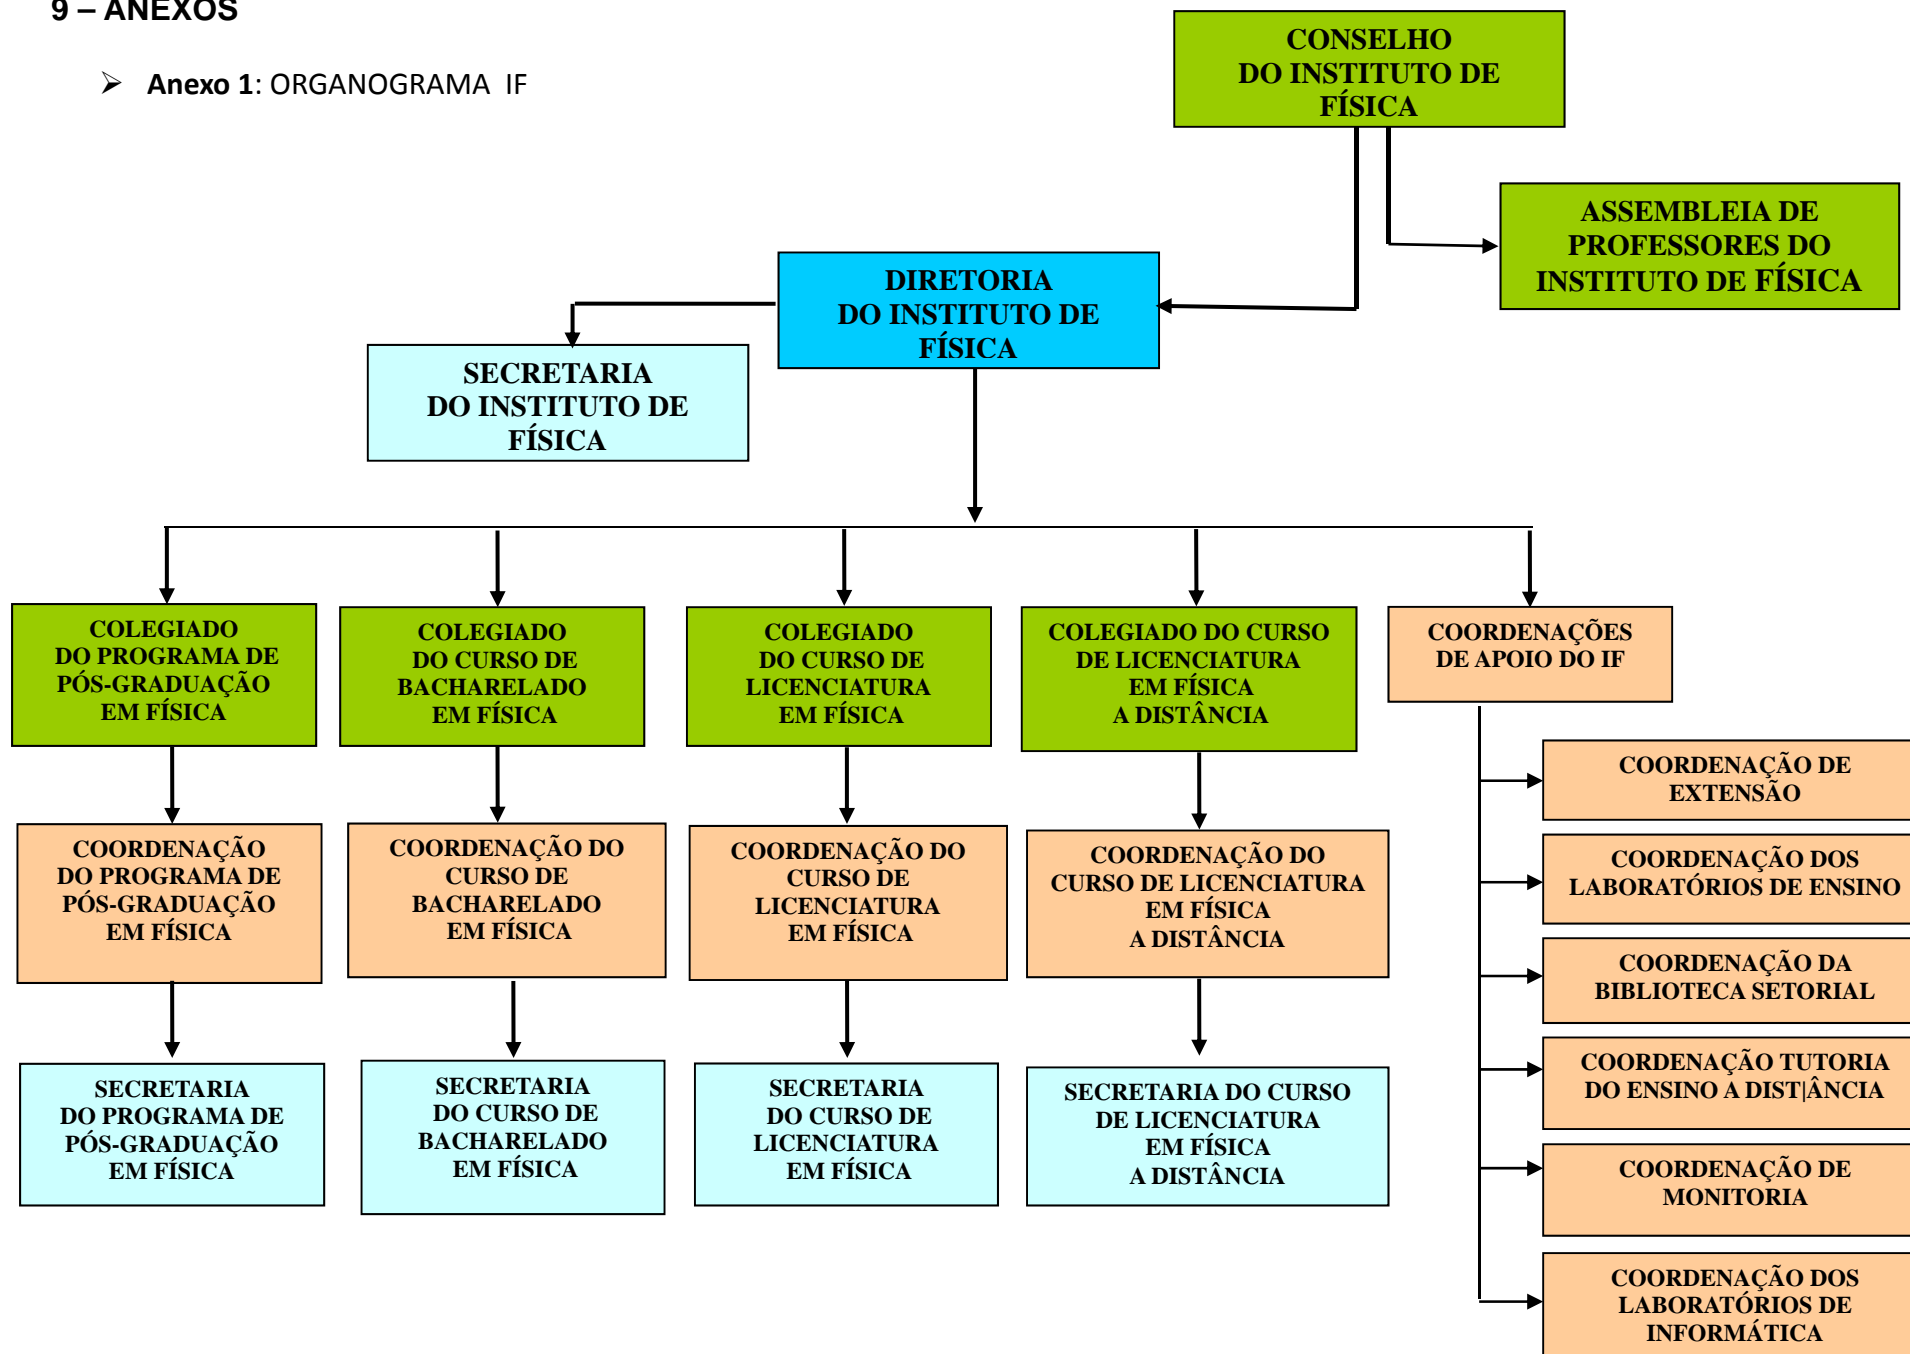 9 – ANEXOS
➢ Anexo 1: ORGANOGRAMA IF
CONSELHO
DO INSTITUTO DE
FÍSICA
ASSEMBLEIA DE
PROFESSORES DO
INSTITUTO DE FÍSICA
DIRETORIA
DO INSTITUTO DE
FÍSICA
SECRETARIA
DO INSTITUTO DE
FÍSICA
COLEGIADO
DO PROGRAMA DE
PÓS-GRADUAÇÃO
EM FÍSICA
COLEGIADO
DO CURSO DE
BACHARELADO
EM FÍSICA
COLEGIADO
DO CURSO DE
LICENCIATURA
EM FÍSICA
COLEGIADO DO CURSO
DE LICENCIATURA
EM FÍSICA
A DISTÂNCIA
COORDENAÇÕES
DE APOIO DO IF
COORDENAÇÃO
DO PROGRAMA DE
PÓS-GRADUAÇÃO
EM FÍSICA
COORDENAÇÃO DO
CURSO DE
BACHARELADO
EM FÍSICA
COORDENAÇÃO DO
CURSO DE
LICENCIATURA
EM FÍSICA
COORDENAÇÃO DO
CURSO DE LICENCIATURA
EM FÍSICA
A DISTÂNCIA
SECRETARIA
DO PROGRAMA DE
PÓS-GRADUAÇÃO
EM FÍSICA
SECRETARIA
DO CURSO DE
BACHARELADO
EM FÍSICA
SECRETARIA
DO CURSO DE
LICENCIATURA
EM FÍSICA
SECRETARIA DO CURSO
DE LICENCIATURA
EM FÍSICA
A DISTÂNCIA
COORDENAÇÃO DE
EXTENSÃO
COORDENAÇÃO DOS
LABORATÓRIOS DE ENSINO
COORDENAÇÃO DA
BIBLIOTECA SETORIAL
COORDENAÇÃO TUTORIA
DO ENSINO A DIST|ÂNCIA
COORDENAÇÃO DE
MONITORIA
COORDENAÇÃO DOS
LABORATÓRIOS DE
INFORMÁTICA